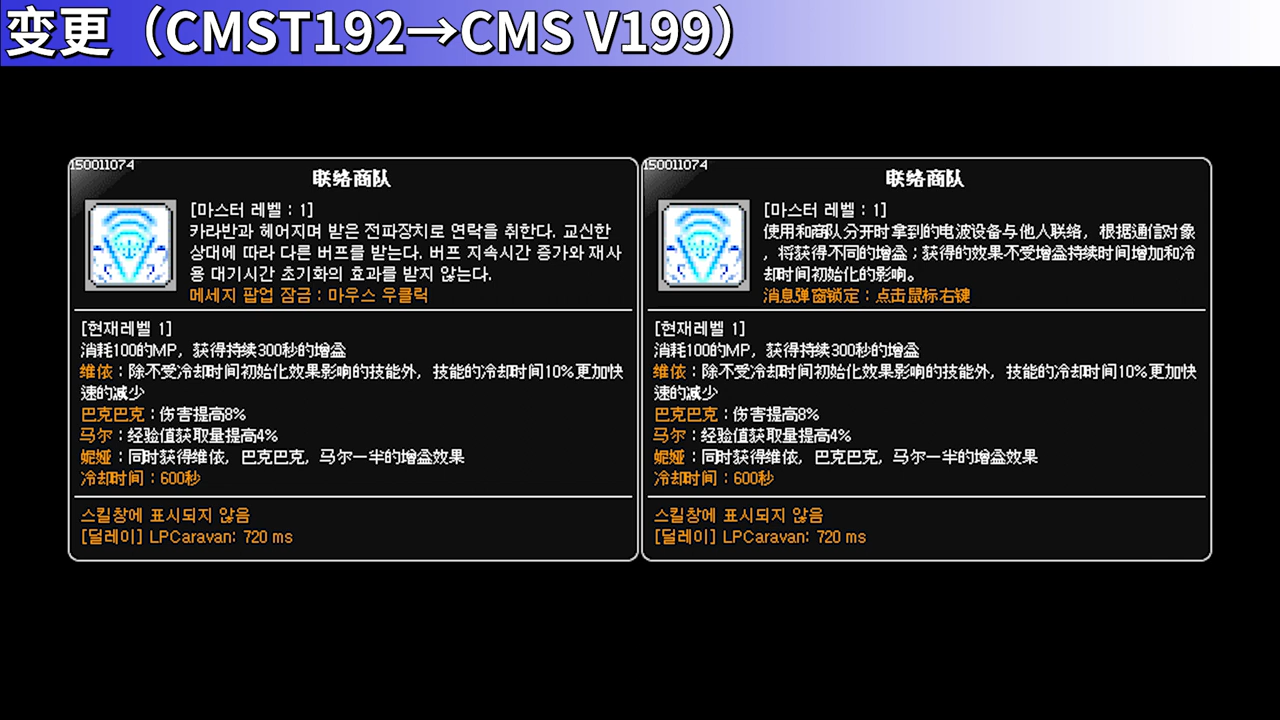 变更（CMST192→CMS V199）
150011074
联络商队
[마스터 레벨 : 1]
카라반과 헤어지며 받은 전파장치로 연락을 취한다. 교신한
상대에 따라 다른 버프를 받는다. 버프 지속시간 증가와 재사
용 대기시간 초기화의 효과를 받지 않는다.
메세지 팝업 잠금 : 마우스 우클릭
[현재레벨 1]
消耗100的MP，获得持续300秒的增益
维依：除不受冷却时间初始化效果影响的技能外，技能的冷却时间10%更加快
速的减少
巴克巴克：伤害提高8%
马尔：经验值获取量提高4%
妮娅：同时获得维依，巴克巴克，马尔一半的增益效果
冷却时间：600秒
스킬창에 표시되지 않음
[딜레이] LPCaravan: 720 ms
150011074
联络商队
[마스터 레벨 : 1]
使用和商队分开时拿到的电波设备与他人联络，根据通信对象
，将获得不同的增益；获得的效果不受增益持续时间增加和冷
却时间初始化的影响。
消息弹窗锁定：点击鼠标右键
[현재레벨 1]
消耗100的MP，获得持续300秒的增益
维依：除不受冷却时间初始化效果影响的技能外，技能的冷却时间10%更加快
速的减少
巴克巴克：伤害提高8%
马尔：经验值获取量提高4%
妮娅：同时获得维依，巴克巴克，马尔一半的增益效果
冷却时间：600秒
스킬창에 표시되지 않음
[딜레이] LPCaravan: 720 ms